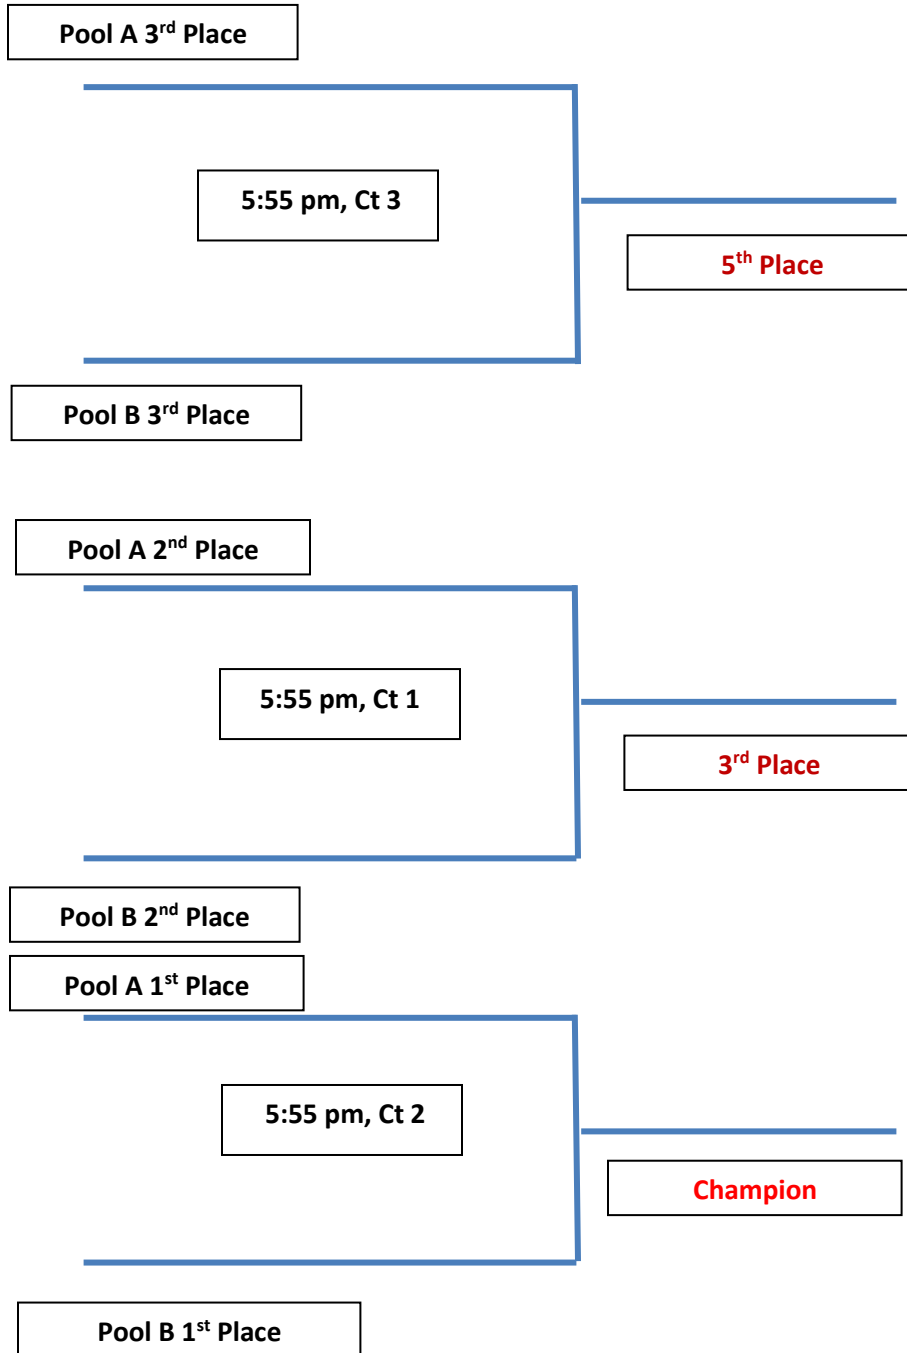 Pool A 3rd Place
5:55 pm, Ct 3
5th Place
Pool B 3rd Place
Pool A 2nd Place
5:55 pm, Ct 1
3rd Place
Pool B 2nd Place
Pool A 1st Place
5:55 pm, Ct 2
Champion
Pool B 1st Place